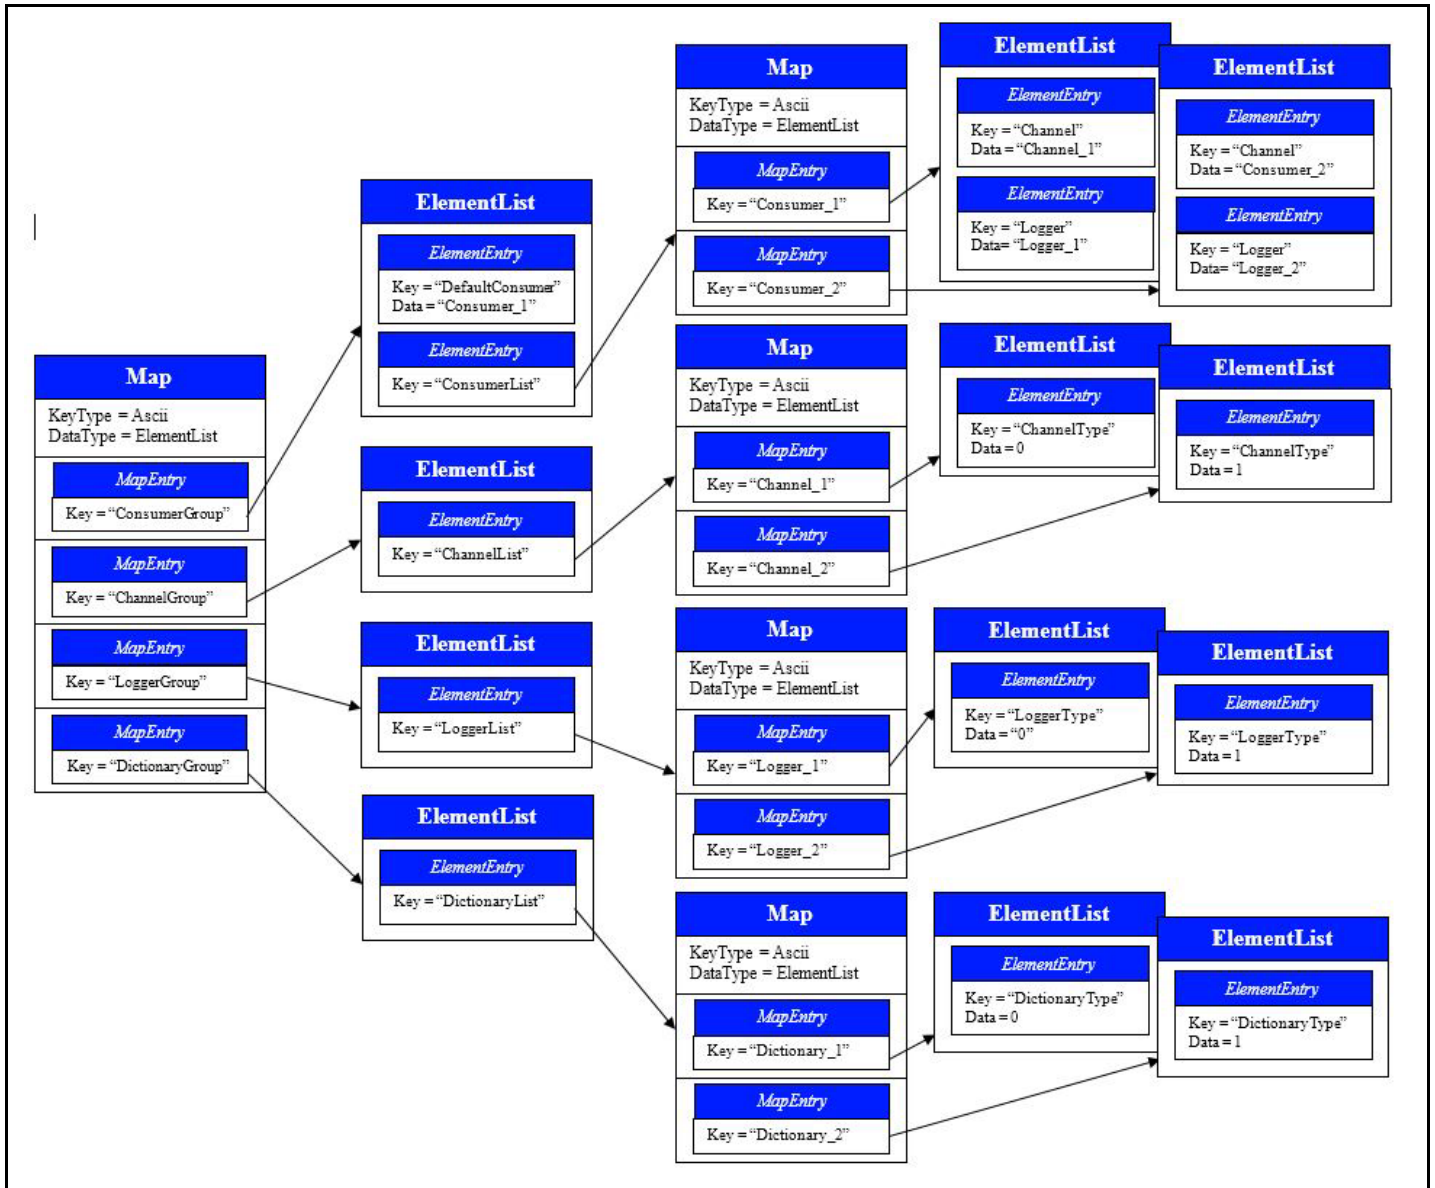 Map
KeyType = Ascii
DataType = ElementList
MapEntry
Key = “ConsumerGroup”
MapEntry
Key = “ChannelGroup”
MapEntry
Key = “LoggerGroup”
MapEntry
Key = “DictionaryGroup”
ElementList
ElementEntry
Key = “DefaultConsumer”
Data = “Consumer_1”
ElementEntry
Key = “ConsumerList”
ElementList
ElementEntry
Key = “ChannelList”
ElementList
ElementEntry
Key = “LoggerList”
ElementList
ElementEntry
Key = “DictionaryList”
Map
KeyType = Ascii
DataType = ElementList
MapEntry
Key = “Consumer_1”
MapEntry
Key = “Consumer_2”
ElementList
ElementEntry
Key = “Channel”
Data = “Channel_1”
ElementEntry
Key = “Logger”
Data= “Logger_1”
ElementList
ElementEntry
Key = “Channel”
Data = “Consumer_2”
ElementEntry
Key = “Logger”
Data= “Logger_2”
Map
KeyType = Ascii
DataType = ElementList
MapEntry
Key = “Channel_1”
MapEntry
Key = “Channel_2”
ElementList
ElementEntry
Key = “ChannelType”
Data = 0
ElementList
ElementEntry
Key = “ChannelType”
Data = 1
Map
KeyType = Ascii
DataType = ElementList
MapEntry
Key = “Logger_1”
MapEntry
Key = “Logger_2”
ElementList
ElementEntry
Key = “LoggerType”
Data = “0”
ElementList
ElementEntry
Key = “LoggerType”
Data = 1
Map
KeyType = Ascii
DataType = ElementList
MapEntry
Key = “Dictionary_1”
MapEntry
Key = “Dictionary_2”
ElementList
ElementEntry
Key = “DictionaryType”
Data = 0
ElementList
ElementEntry
Key = “DictionaryType”
Data = 1